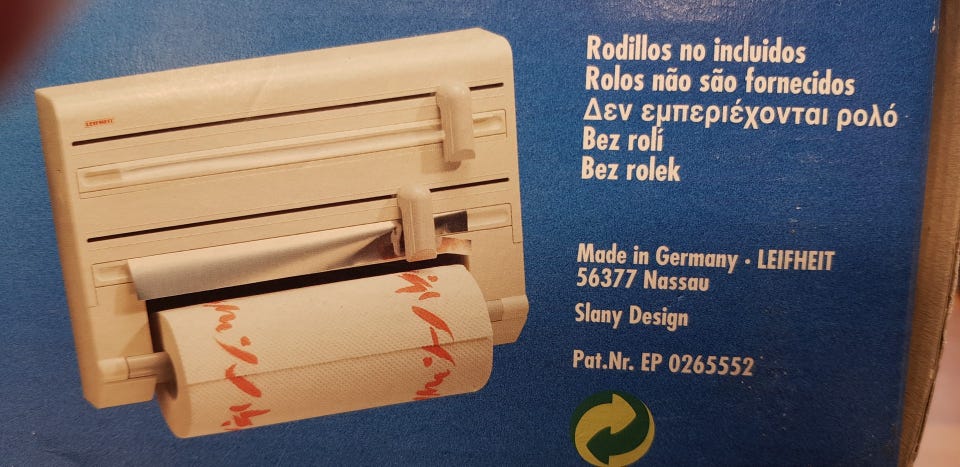 LEIFHEIT
Rodillos no incluidos
Rolos não são fornecidos
Δεν εμπεριέχονται ρολό
Bez rolí
Bez rolek
Made in Germany · LEIFHEIT
56377 Nassau
Slany Design
Pat.Nr. EP 0265552